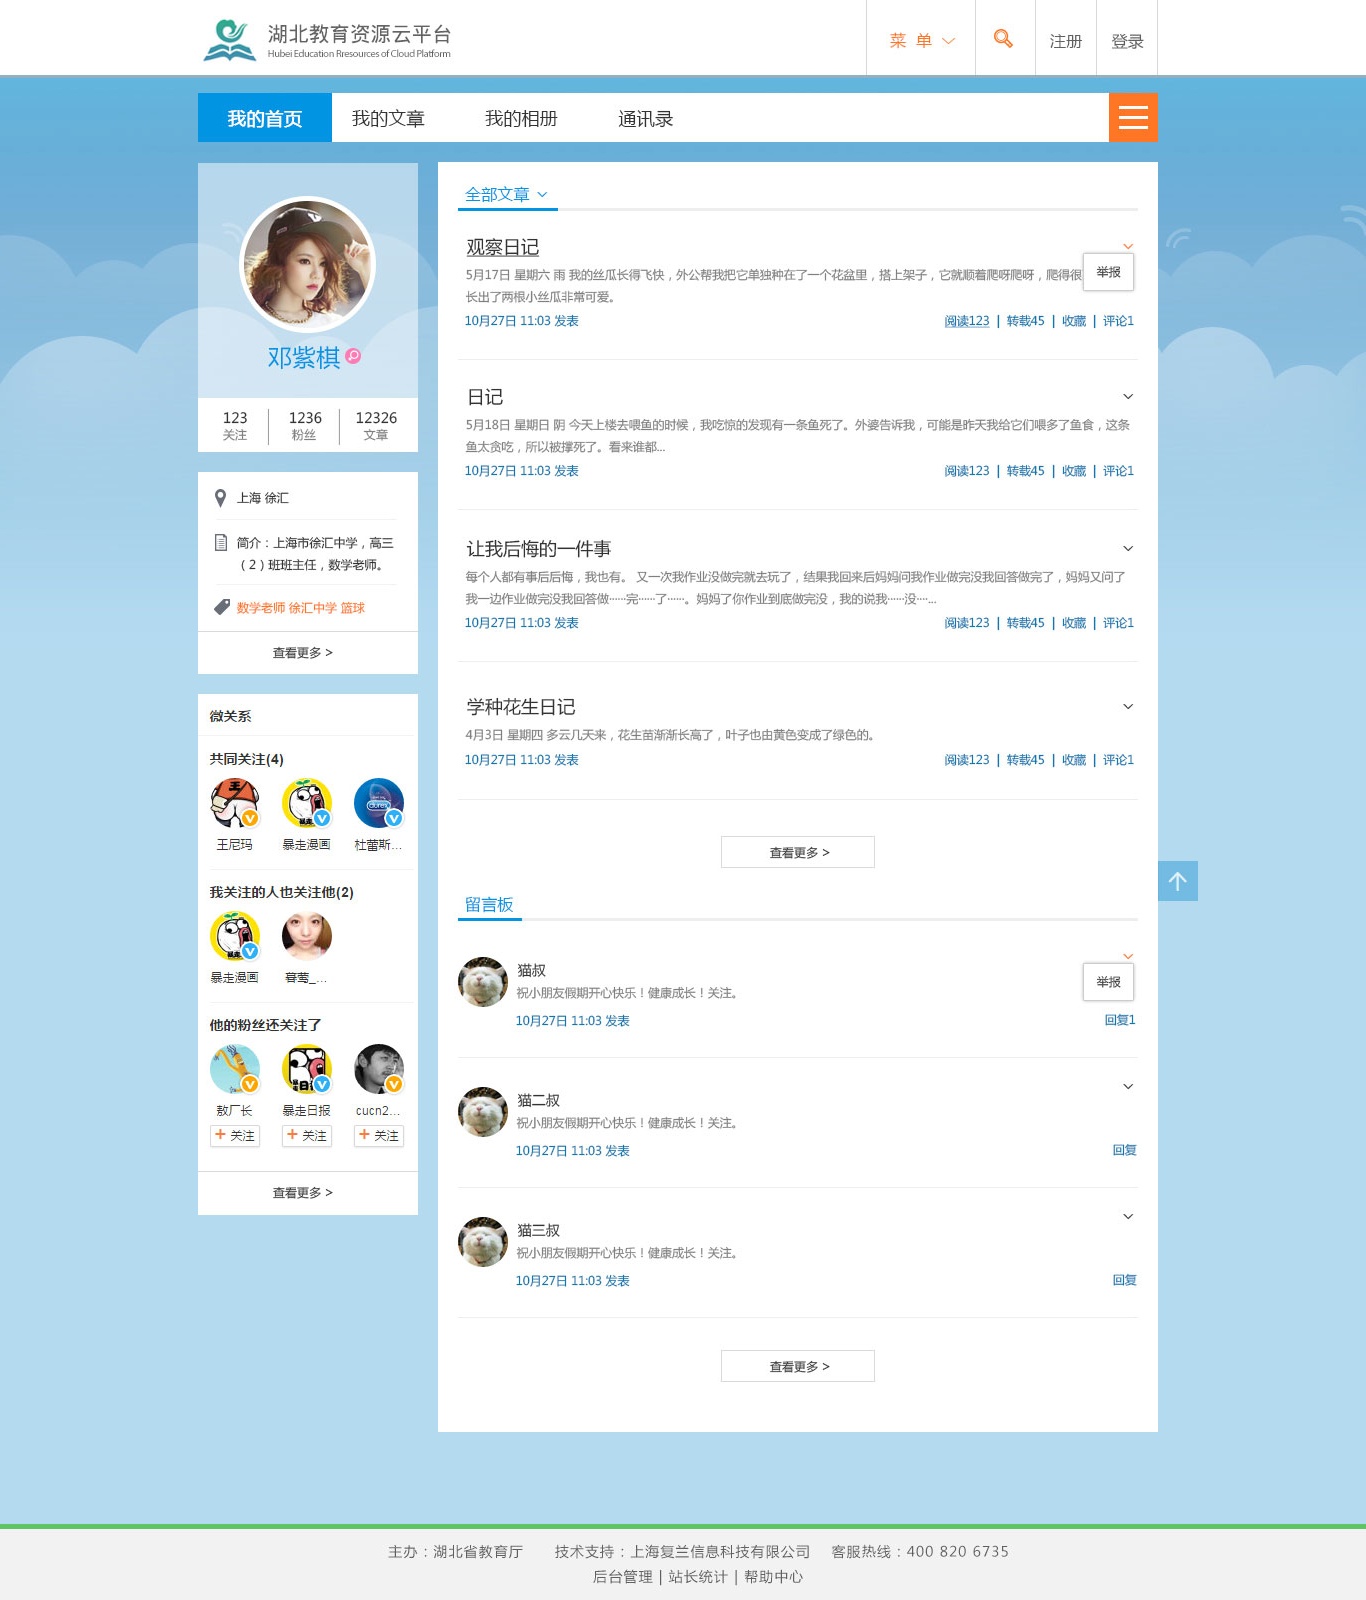 湖北教育资源云平台
Hubei Education Rresources of Cloud Platform
菜 单
注册
登录
我的首页
我的文章
我的相册
通讯录
邓紫棋
123
关注
1236
粉丝
12326
文章
上海 徐汇
简介：上海市徐汇中学，高三
（2）班班主任，数学老师。
数学老师 徐汇中学 篮球
查看更多 >
微关系
共同关注(4)
王尼玛
暴走漫画
杜蕾斯...
我关注的人也关注他(2)
暴走漫画
暮莺_...
他的粉丝还关注了
敖厂长
暴走日报
cucn2...
+ 关注
+ 关注
+ 关注
查看更多 >
全部文章
观察日记
5月17日 星期六 雨 我的丝瓜长得飞快，外公帮我把它单独种在了一个花盆里，搭上架子，它就顺着爬呀爬呀，爬得很
举报
长出了两根小丝瓜非常可爱。
10月27日 11:03 发表
阅读123 | 转载45 | 收藏 | 评论1
日记
5月18日 星期日 阴 今天上楼去喂鱼的时候，我吃惊的发现有一条鱼死了。外婆告诉我，可能是昨天我给它们喂多了鱼食，这条
鱼太贪吃，所以被撑死了。看来谁都...
10月27日 11:03 发表
阅读123 | 转载45 | 收藏 | 评论1
让我后悔的一件事
每个人都有事后后悔，我也有。 又一次我作业没做完就去玩了，结果我回来后妈妈问我作业做完没我回答做完了，妈妈又问了
我一边作业做完没我回答做······完······了······。妈妈了你作业到底做完没，我的说我······没····...
10月27日 11:03 发表
阅读123 | 转载45 | 收藏 | 评论1
学种花生日记
4月3日 星期四 多云几天来，花生苗渐渐长高了，叶子也由黄色变成了绿色的。
10月27日 11:03 发表
阅读123 | 转载45 | 收藏 | 评论1
查看更多 >
留言板
猫叔
祝小朋友假期开心快乐！健康成长！关注。
举报
10月27日 11:03 发表
回复1
猫二叔
祝小朋友假期开心快乐！健康成长！关注。
10月27日 11:03 发表
回复
猫三叔
祝小朋友假期开心快乐！健康成长！关注。
10月27日 11:03 发表
回复
查看更多 >
主办：湖北省教育厅 技术支持：上海复兰信息科技有限公司 客服热线：400 820 6735
后台管理 | 站长统计 | 帮助中心